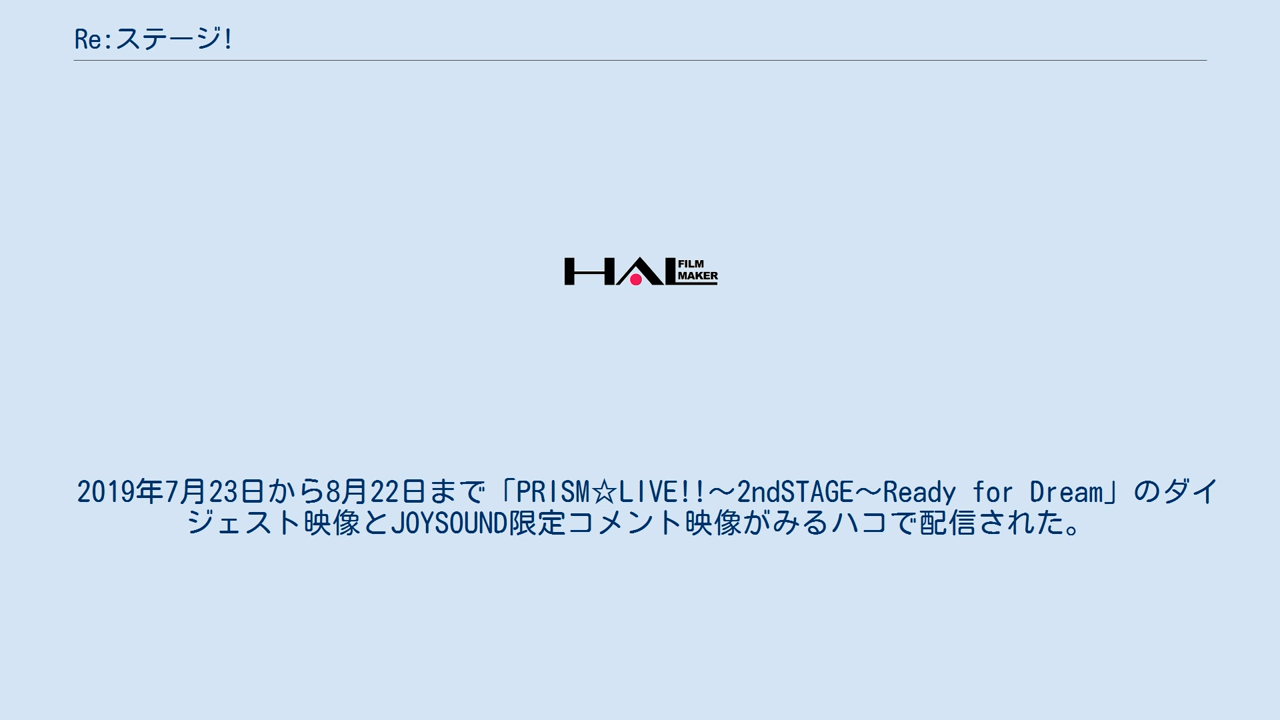 Re:ステージ!
HAL FILM
MAKER
2019年7月23日から8月22日まで「PRISM☆LIVE!!～2ndSTAGE～Ready for Dream」のダイ
ジェスト映像とJOYSOUND限定コメント映像がみるハコで配信された。